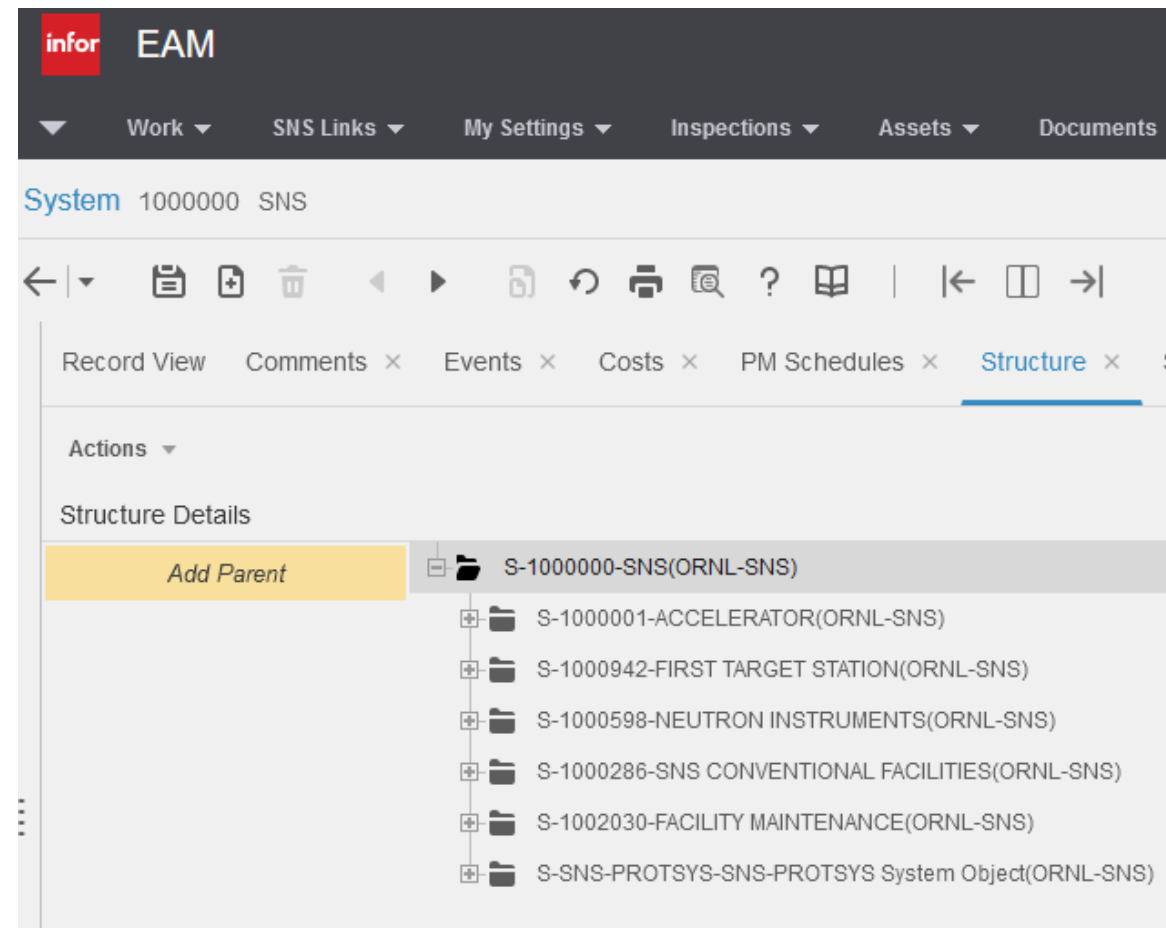 infor EAM
Work SNS Links My Settings Inspections Assets Documents
System 1000000 SNS
Record View Comments × Events × Costs × PM Schedules × Structure ×
Actions
Structure Details
Add Parent S-1000000-SNS(ORNL-SNS)
S-1000001-ACCELERATOR(ORNL-SNS)
S-1000942-FIRST TARGET STATION(ORNL-SNS)
S-1000598-NEUTRON INSTRUMENTS(ORNL-SNS)
S-1000286-SNS CONVENTIONAL FACILITIES(ORNL-SNS)
S-1002030-FACILITY MAINTENANCE(ORNL-SNS)
S-SNS-PROTSYS-SNS-PROTSYS System Object(ORNL-SNS)